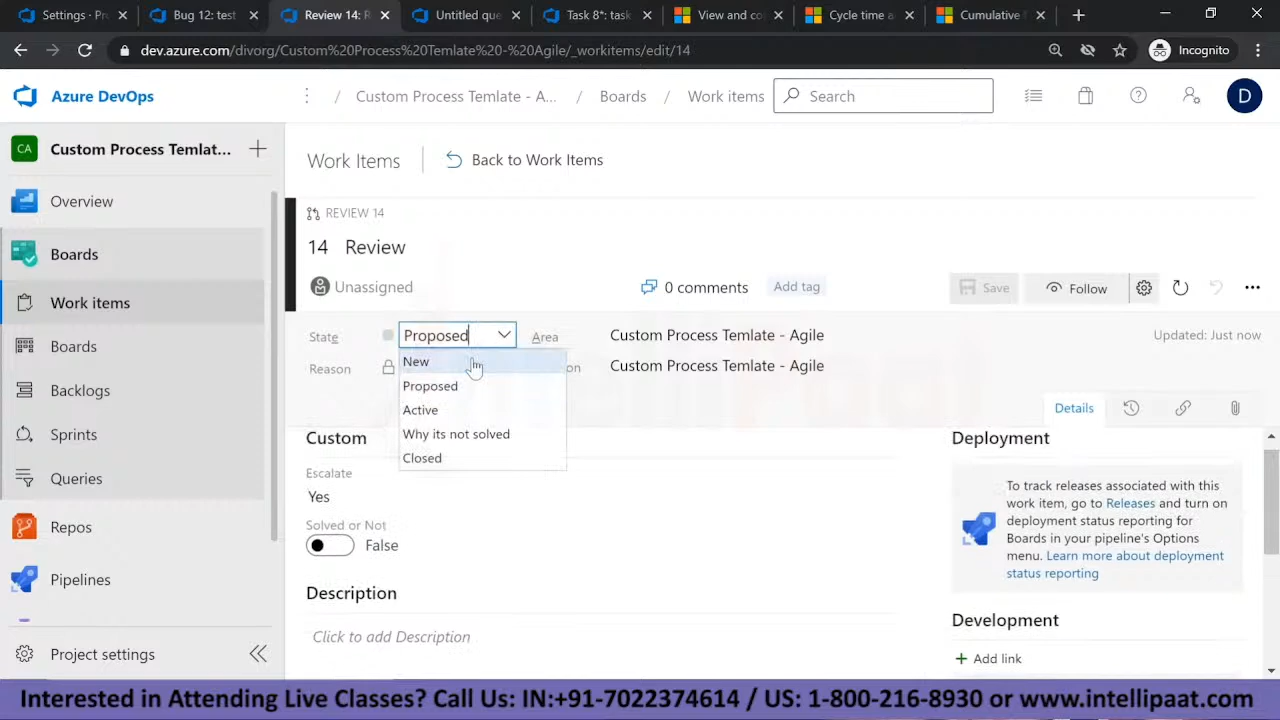 Settings - Pr
Bug 12: test
Review 14: R
Untitled que
Task 8*: task
View and co
Cycle time a
Cumulative
dev.azure.com/divorg/Custom%20Process%20Temlate%20-%20Agile/_workitems/edit/14
Incognito
Azure DevOps
/ Custom Process Temlate - A... / Boards / Work items
Search
D
CA Custom Process Temlat...
Work Items
Back to Work Items
Overview
REVIEW 14
14 Review
Boards
Unassigned
0 comments
Add tag
Save
Follow
Work items
State
Proposed
Area
Custom Process Temlate - Agile
Updated: Just now
Boards
Reason
on
Custom Process Temlate - Agile
New
Proposed
Active
Why its not solved
Closed
Backlogs
Details
Sprints
Custom
Deployment
Queries
Escalate
Yes
To track releases associated with this
work item, go to Releases and turn on
deployment status reporting for
Boards in your pipeline's Options
menu. Learn more about deployment
status reporting
Repos
Solved or Not
False
Pipelines
Description
Click to add Description
Development
Add link
Project settings
Interested in Attending Live Classes? Call Us: IN:+91-7022374614 / US: 1-800-216-8930 or www.intellipaat.com